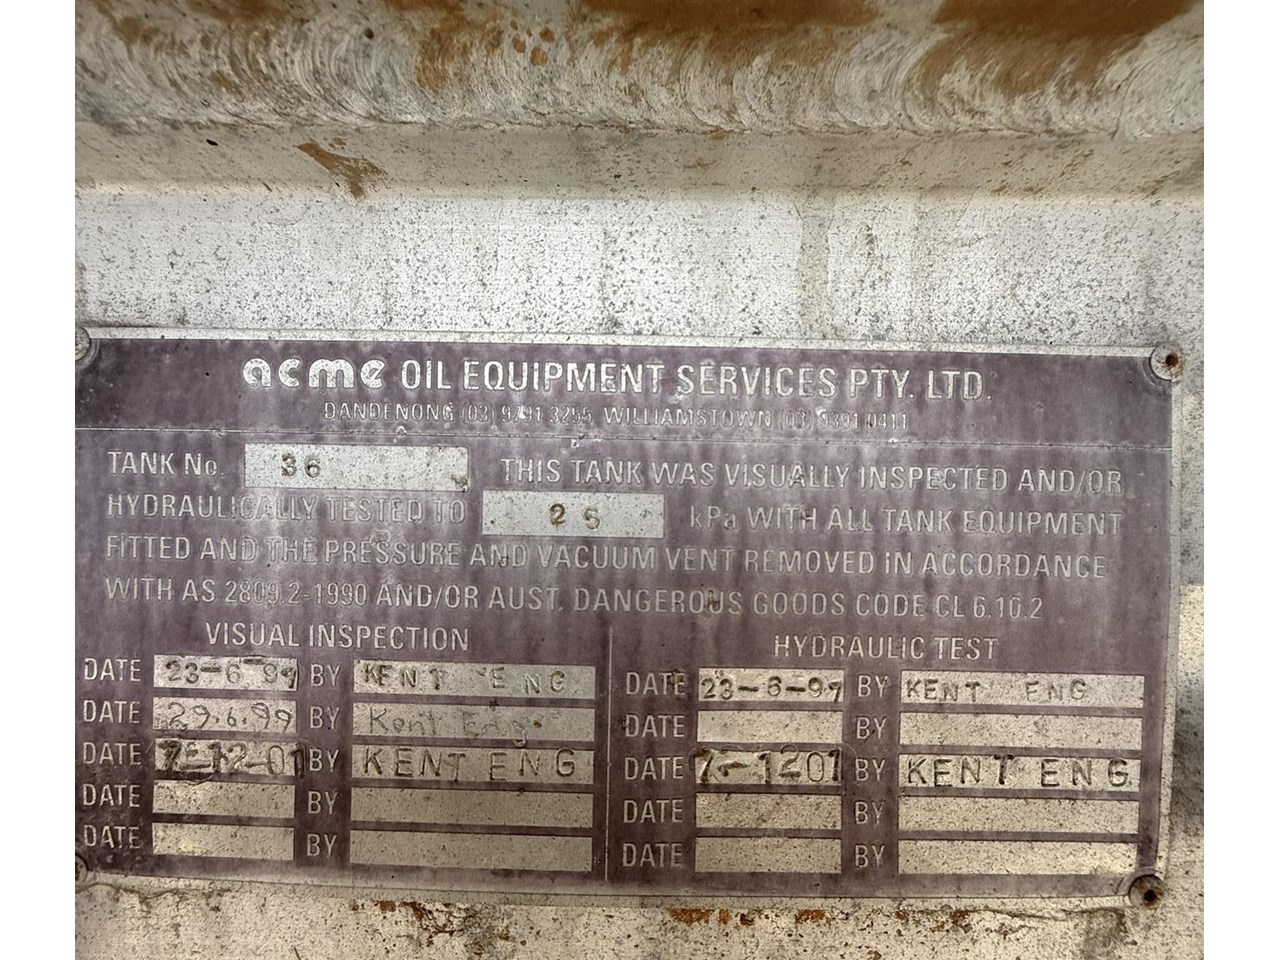 acme OIL EQUIPMENT SERVICES PTY. LTD.
DANDENONG (03) 9791 3255 WILLIAMSTOWN (03) 9391 0411
TANK No. 36 THIS TANK WAS VISUALLY INSPECTED AND/OR
HYDRAULICALLY TESTED TO 25 kPa WITH ALL TANK EQUIPMENT
FITTED AND THE PRESSURE AND VACUUM VENT REMOVED IN ACCORDANCE
WITH AS 2809.2-1990 AND/OR AUST. DANGEROUS GOODS CODE CL 6.10.2
VISUAL INSPECTION HYDRAULIC TEST
DATE 23-6-99 BY KENT ENG DATE 23-6-99 BY KENT ENG
DATE 29.6.99 BY Kent Eng. DATE BY
DATE 7-12-01 BY KENT ENG DATE 7-1201 BY KENT ENG
DATE BY DATE BY
DATE BY DATE BY